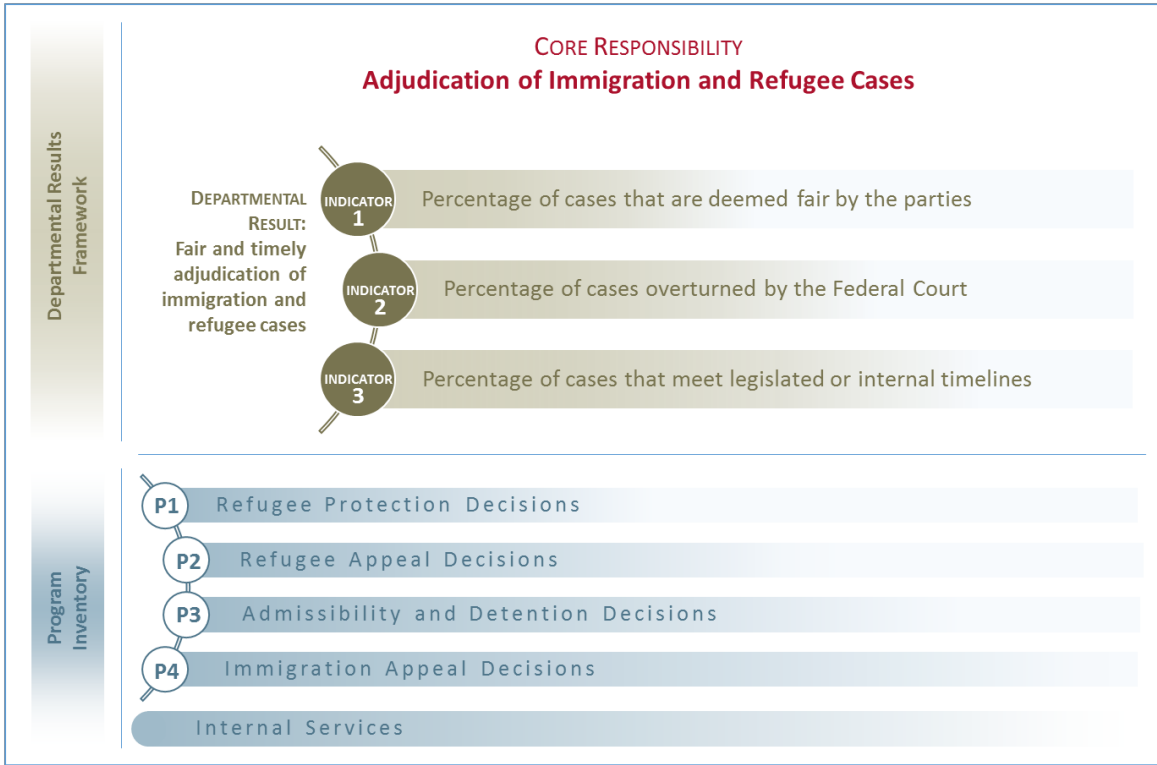 CORE RESPONSIBILITY
Adjudication of Immigration and Refugee Cases
Departmental Results
Framework
DEPARTMENTAL
RESULT:
Fair and timely
adjudication of
immigration and
refugee cases
INDICATOR
1
Percentage of cases that are deemed fair by the parties
INDICATOR
2
Percentage of cases overturned by the Federal Court
INDICATOR
3
Percentage of cases that meet legislated or internal timelines
Program
Inventory
P1 Refugee Protection Decisions
P2 Refugee Appeal Decisions
P3 Admissibility and Detention Decisions
P4 Immigration Appeal Decisions
Internal Services